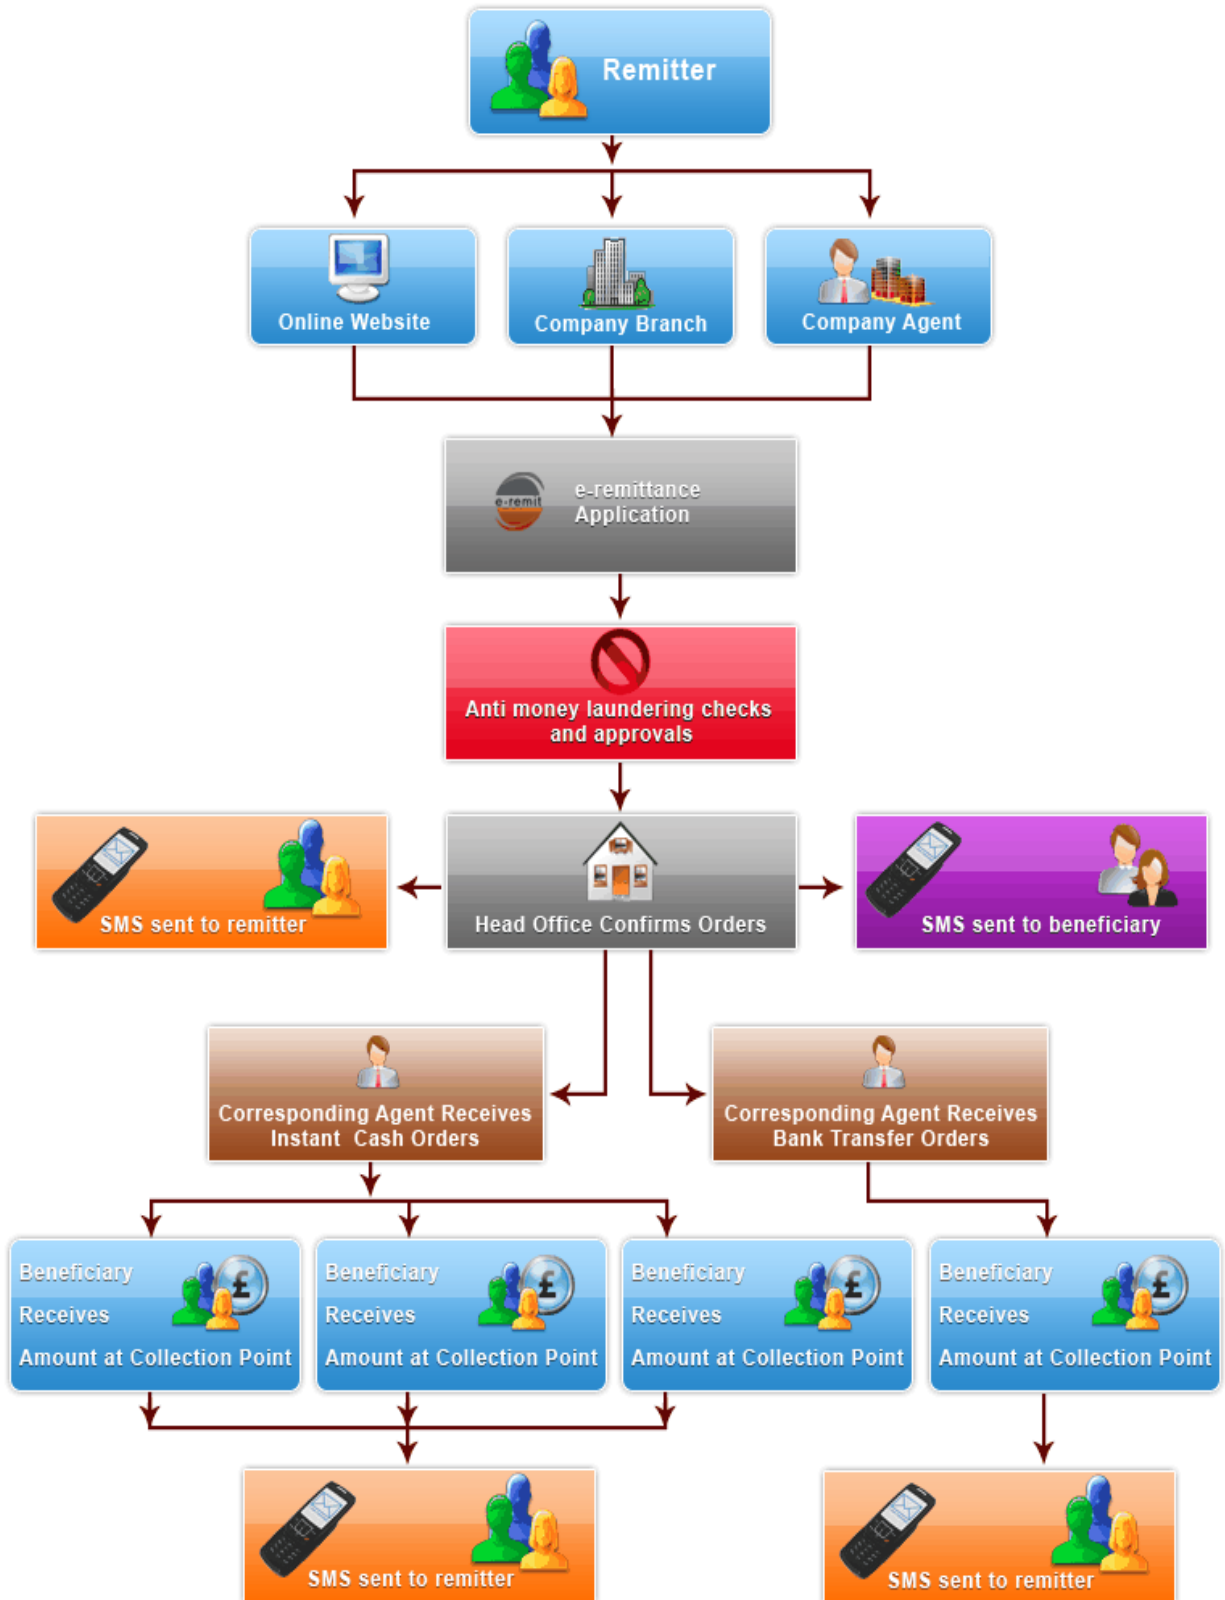 Remitter
Online Website
Company Branch
Company Agent
e-remit
e-remittance
Application
Anti money laundering checks
and approvals
SMS sent to remitter
Head Office Confirms Orders
SMS sent to beneficiary
Corresponding Agent Receives
Instant Cash Orders
Corresponding Agent Receives
Bank Transfer Orders
Beneficiary
Receives
Amount at Collection Point
£
Beneficiary
Receives
Amount at Collection Point
£
Beneficiary
Receives
Amount at Collection Point
£
Beneficiary
Receives
Amount at Collection Point
£
SMS sent to remitter
SMS sent to remitter